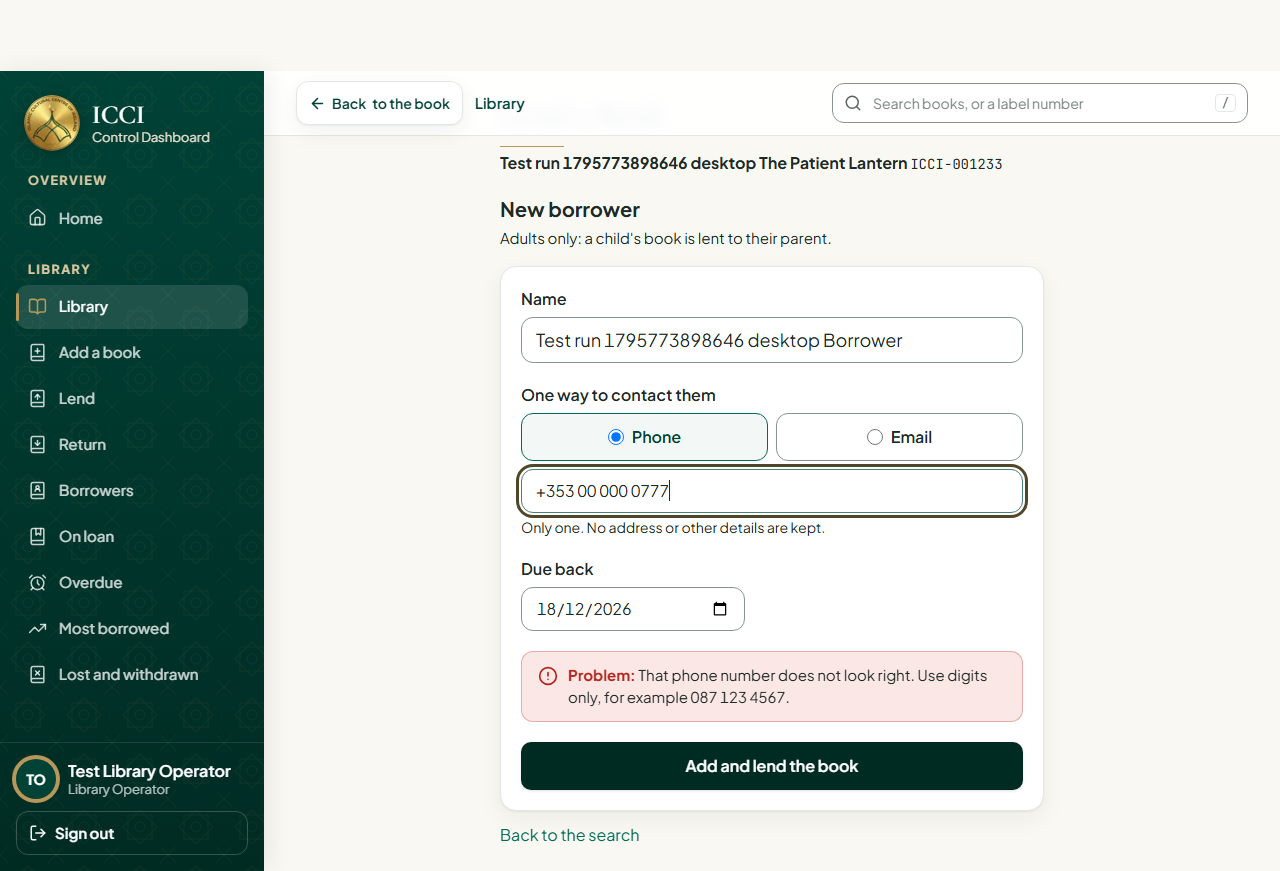 ICCI
Control Dashboard
OVERVIEW
Home
LIBRARY
Library
Add a book
Lend
Return
Borrowers
On loan
Overdue
Most borrowed
Lost and withdrawn
TO
Test Library Operator
Library Operator
Sign out
Back to the book
Library
Search books, or a label number
/
Test run 1795773898646 desktop The Patient Lantern ICCI-001233
New borrower
Adults only: a child's book is lent to their parent.
Name
Test run 1795773898646 desktop Borrower
One way to contact them
Phone
Email
+353 00 000 0777
Only one. No address or other details are kept.
Due back
18/12/2026
Problem: That phone number does not look right. Use digits
only, for example 087 123 4567.
Add and lend the book
Back to the search